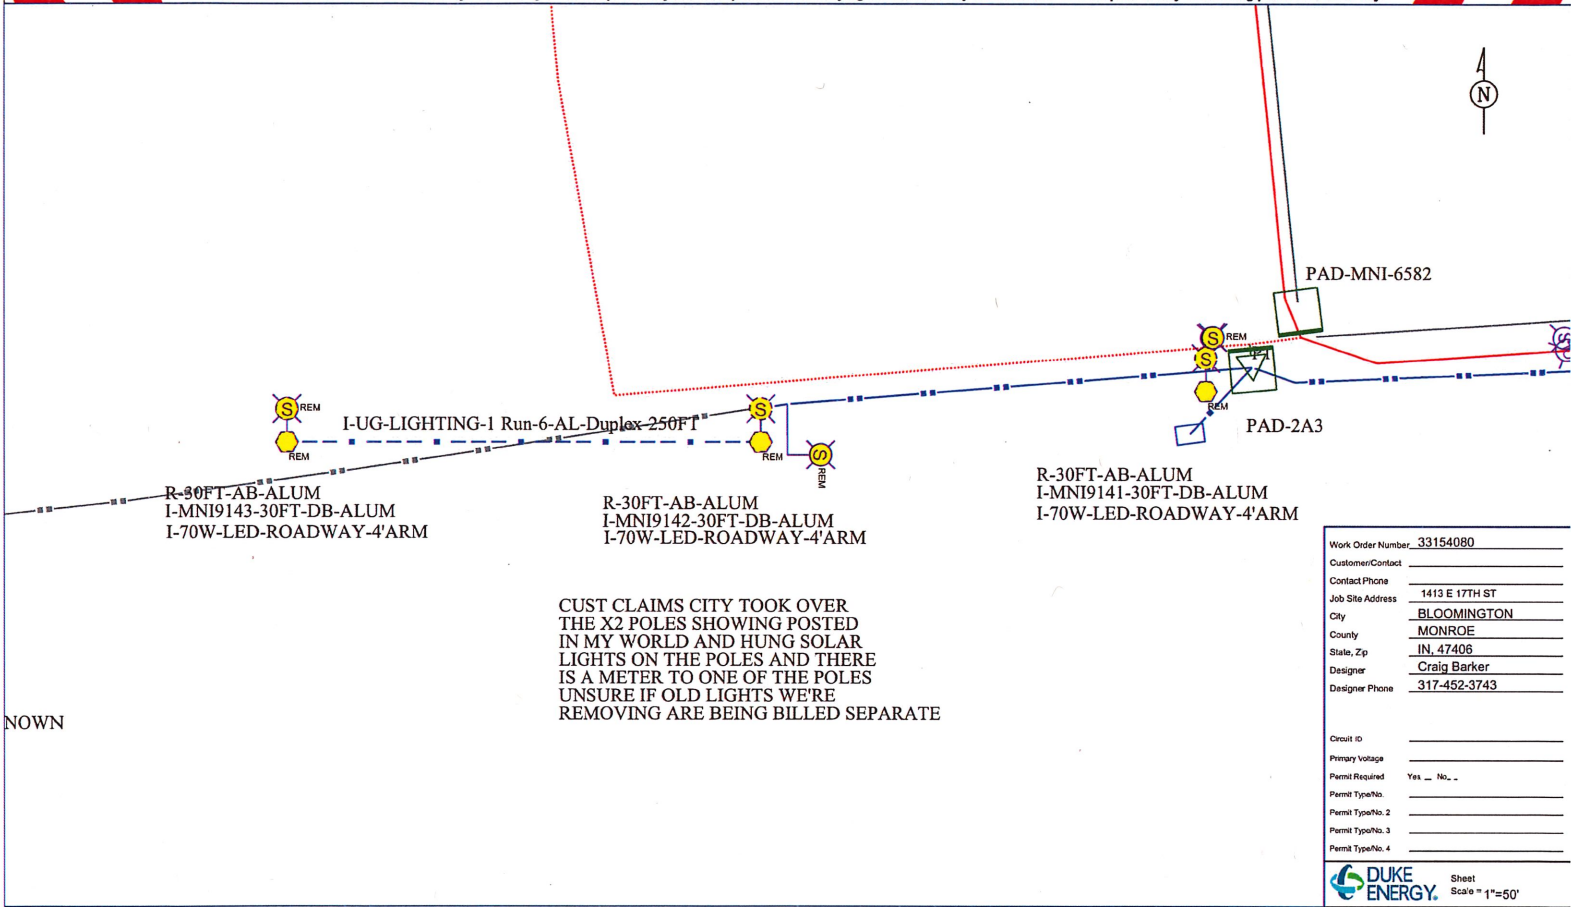 N
PAD-MNI-6582
S
REM
S
REM
PAD-2A3
S
REM
REM
I-UG-LIGHTING-1 Run-6-AL-Duplex-250FT
S
REM
S
REM
R-30FT-AB-ALUM
I-MNI9143-30FT-DB-ALUM
I-70W-LED-ROADWAY-4'ARM
R-30FT-AB-ALUM
I-MNI9142-30FT-DB-ALUM
I-70W-LED-ROADWAY-4'ARM
R-30FT-AB-ALUM
I-MNI9141-30FT-DB-ALUM
I-70W-LED-ROADWAY-4'ARM
CUST CLAIMS CITY TOOK OVER
THE X2 POLES SHOWING POSTED
IN MY WORLD AND HUNG SOLAR
LIGHTS ON THE POLES AND THERE
IS A METER TO ONE OF THE POLES
UNSURE IF OLD LIGHTS WE'RE
REMOVING ARE BEING BILLED SEPARATE
NOWN
Work Order Number 33154080
Customer/Contact
Contact Phone
Job Site Address 1413 E 17TH ST
City BLOOMINGTON
County MONROE
State, Zip IN, 47406
Designer Craig Barker
Designer Phone 317-452-3743
Circuit ID
Primary Voltage
Permit Required Yes _ No _
Permit Type/No.
Permit Type/No. 2
Permit Type/No. 3
Permit Type/No. 4
DUKE ENERGY.
Sheet
Scale = 1"=50'